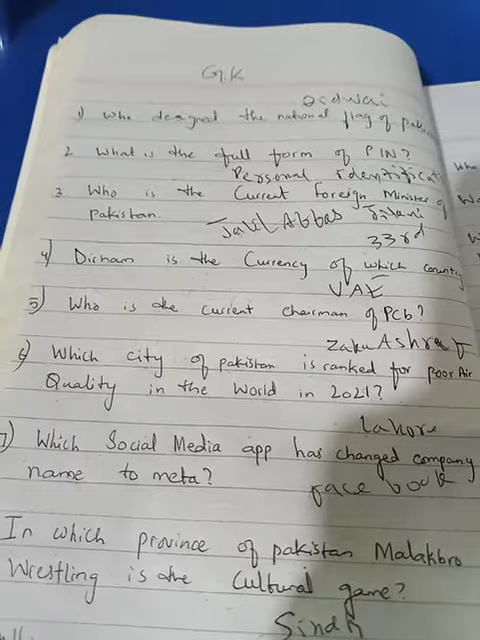 G.K
Qidwai
1) Who designed the national flag of pak
2 What is the full form of PIN?
Personal Identificati
3 Who is the Current Foreign Minister of
Pakistan. Jalil Abbas Jilani
33rd
4) Dirham is the Currency of which country
UAE
5) Who is the current Chairman of PCB?
Zaka Ashraf
6) Which city of pakistan is ranked for poor Air
Quality in the World in 2021?
Lahore
7) Which Social Media app has changed company
name to meta? face book
In which province of pakistan Malakhro
Wrestling is the Cultural game?
Sindh